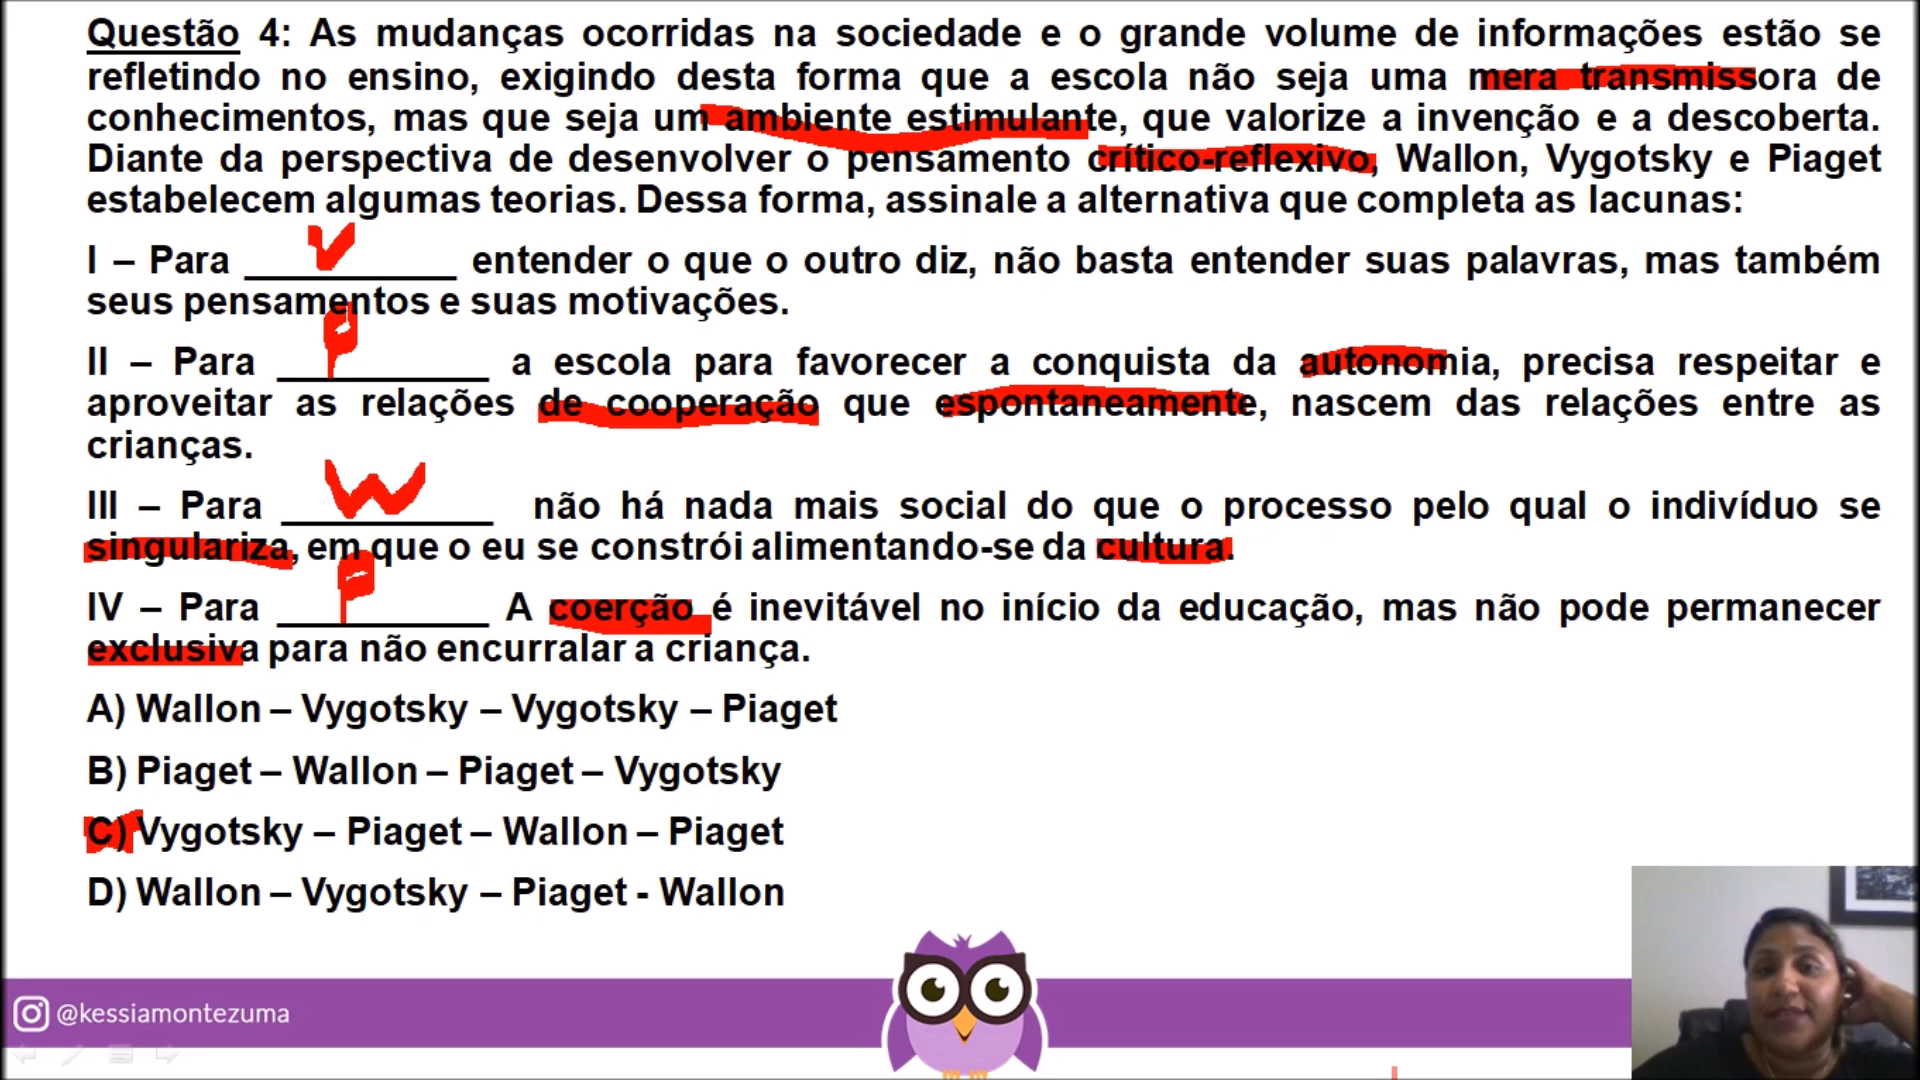 Questão 4: As mudanças ocorridas na sociedade e o grande volume de informações estão se
refletindo no ensino, exigindo desta forma que a escola não seja uma mera transmissora de
conhecimentos, mas que seja um ambiente estimulante, que valorize a invenção e a descoberta.
Diante da perspectiva de desenvolver o pensamento crítico-reflexivo, Wallon, Vygotsky e Piaget
estabelecem algumas teorias. Dessa forma, assinale a alternativa que completa as lacunas:
I – Para ___V___ entender o que o outro diz, não basta entender suas palavras, mas também
seus pensamentos e suas motivações.
II – Para ___P___ a escola para favorecer a conquista da autonomia, precisa respeitar e
aproveitar as relações de cooperação que espontaneamente, nascem das relações entre as
crianças.
III – Para ___W___ não há nada mais social do que o processo pelo qual o indivíduo se
singulariza, em que o eu se constrói alimentando-se da cultura.
IV – Para ___P___ A coerção é inevitável no início da educação, mas não pode permanecer
exclusiva para não encurralar a criança.
A) Wallon – Vygotsky – Vygotsky – Piaget
B) Piaget – Wallon – Piaget – Vygotsky
C) Vygotsky – Piaget – Wallon – Piaget
D) Wallon – Vygotsky – Piaget - Wallon
@kessiamontezuma